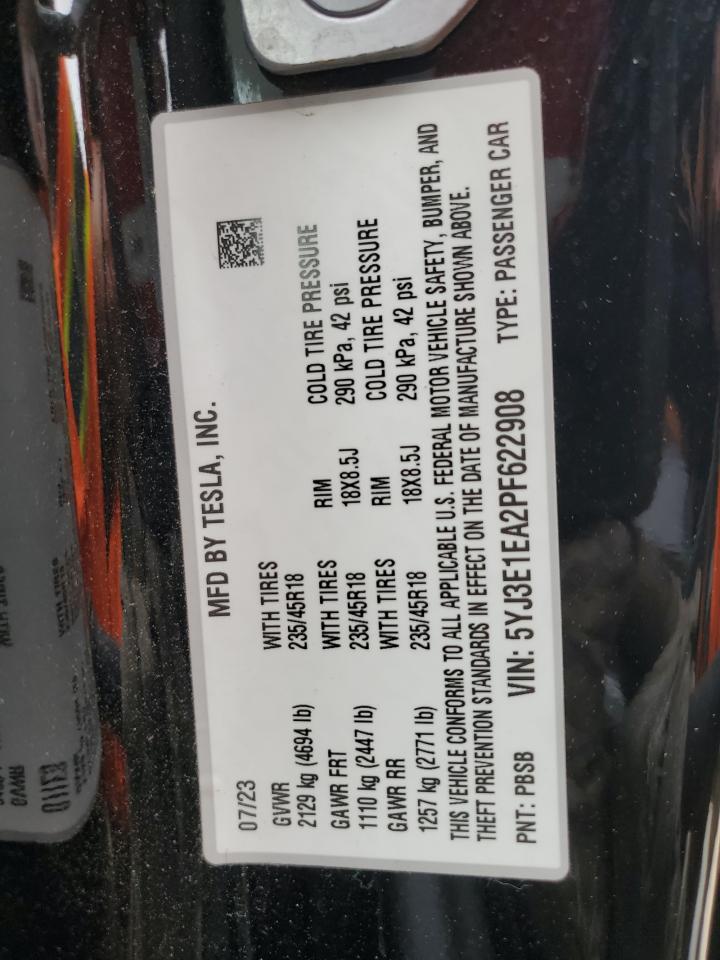 MFD BY TESLA, INC.
07/23
GVWR WITH TIRES
2129 kg (4694 lb) 235/45R18
GAWR FRT WITH TIRES RIM COLD TIRE PRESSURE
1110 kg (2447 lb) 235/45R18 18X8.5J 290 kPa, 42 psi
GAWR RR WITH TIRES RIM COLD TIRE PRESSURE
1257 kg (2771 lb) 235/45R18 18X8.5J 290 kPa, 42 psi
THIS VEHICLE CONFORMS TO ALL APPLICABLE U.S. FEDERAL MOTOR VEHICLE SAFETY, BUMPER, AND
THEFT PREVENTION STANDARDS IN EFFECT ON THE DATE OF MANUFACTURE SHOWN ABOVE.
PNT: PBSB VIN: 5YJ3E1EA2PF622908 TYPE: PASSENGER CAR